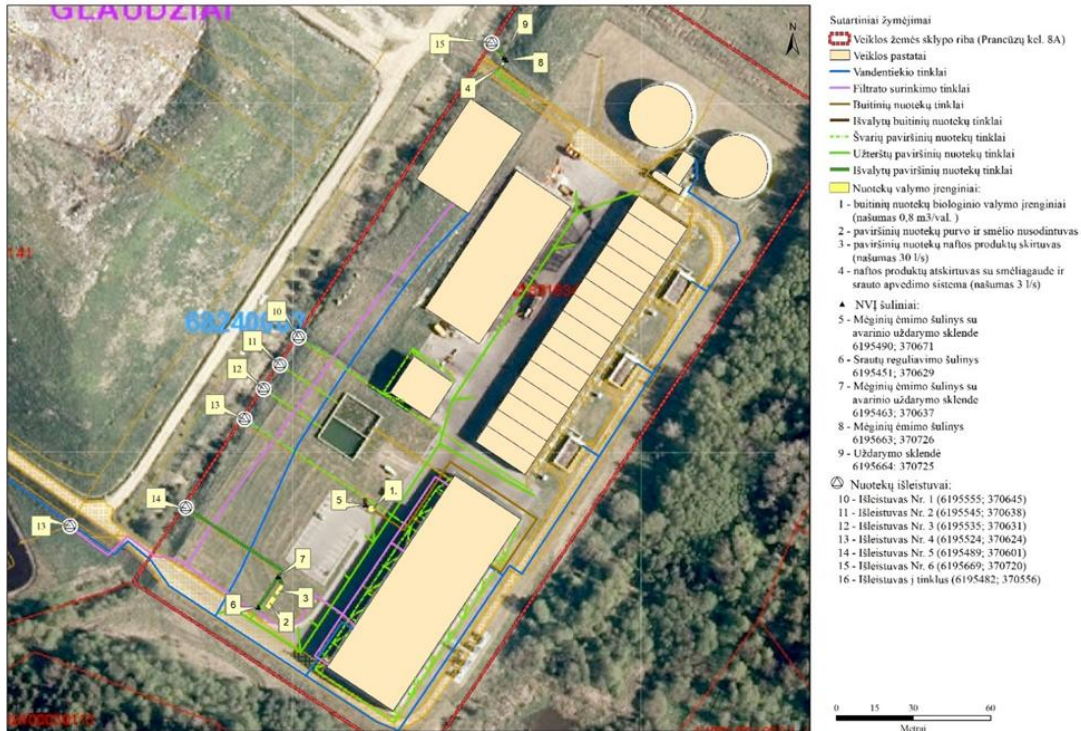 GLAUDŽIAI
9
15
8
4
N
141
68240003
10
11
12
13
14
13
5
1.
7
6
3
2
Sutartiniai žymėjimai
Veiklos žemės sklypo riba (Prancūzų kel. 8A)
Veiklos pastatai
Vandentiekio tinklai
Filtrato surinkimo tinklai
Buitinių nuotekų tinklai
Išvalytų buitinių nuotekų tinklai
Švarių paviršinių nuotekų tinklai
Užterštų paviršinių nuotekų tinklai
Išvalytų paviršinių nuotekų tinklai
Nuotekų valymo įrenginiai:
1 - buitinių nuotekų biologinio valymo įrenginiai
(našumas 0,8 m3/val. )
2 - paviršinių nuotekų purvo ir smėlio nusodintuvas
3 - paviršinių nuotekų naftos produktų skirtuvas
(našumas 30 l/s)
4 - naftos produktų atskirtuvas su smėliagaude ir
srauto apvedimo sistema (našumas 3 l/s)
NVĮ šuliniai:
5 - Mėginių ėmimo šulinys su
avarinio uždarymo sklende
6195490; 370671
6 - Srautų reguliavimo šulinys
6195451; 370629
7 - Mėginių ėmimo šulinys su
avarinio uždarymo sklende
6195463; 370637
8 - Mėginių ėmimo šulinys
6195663; 370726
9 - Uždarymo sklendė
6195664; 370725
Nuotekų išleistuvai:
10 - Išleistuvas Nr. 1 (6195555; 370645)
11 - Išleistuvas Nr. 2 (6195545; 370638)
12 - Išleistuvas Nr. 3 (6195535; 370631)
13 - Išleistuvas Nr. 4 (6195524; 370624)
14 - Išleistuvas Nr. 5 (6195489; 370601)
15 - Išleistuvas Nr. 6 (6195669; 370720)
16 - Išleistuvas į tinklus (6195482; 370556)
0 15 30 60
Metrai